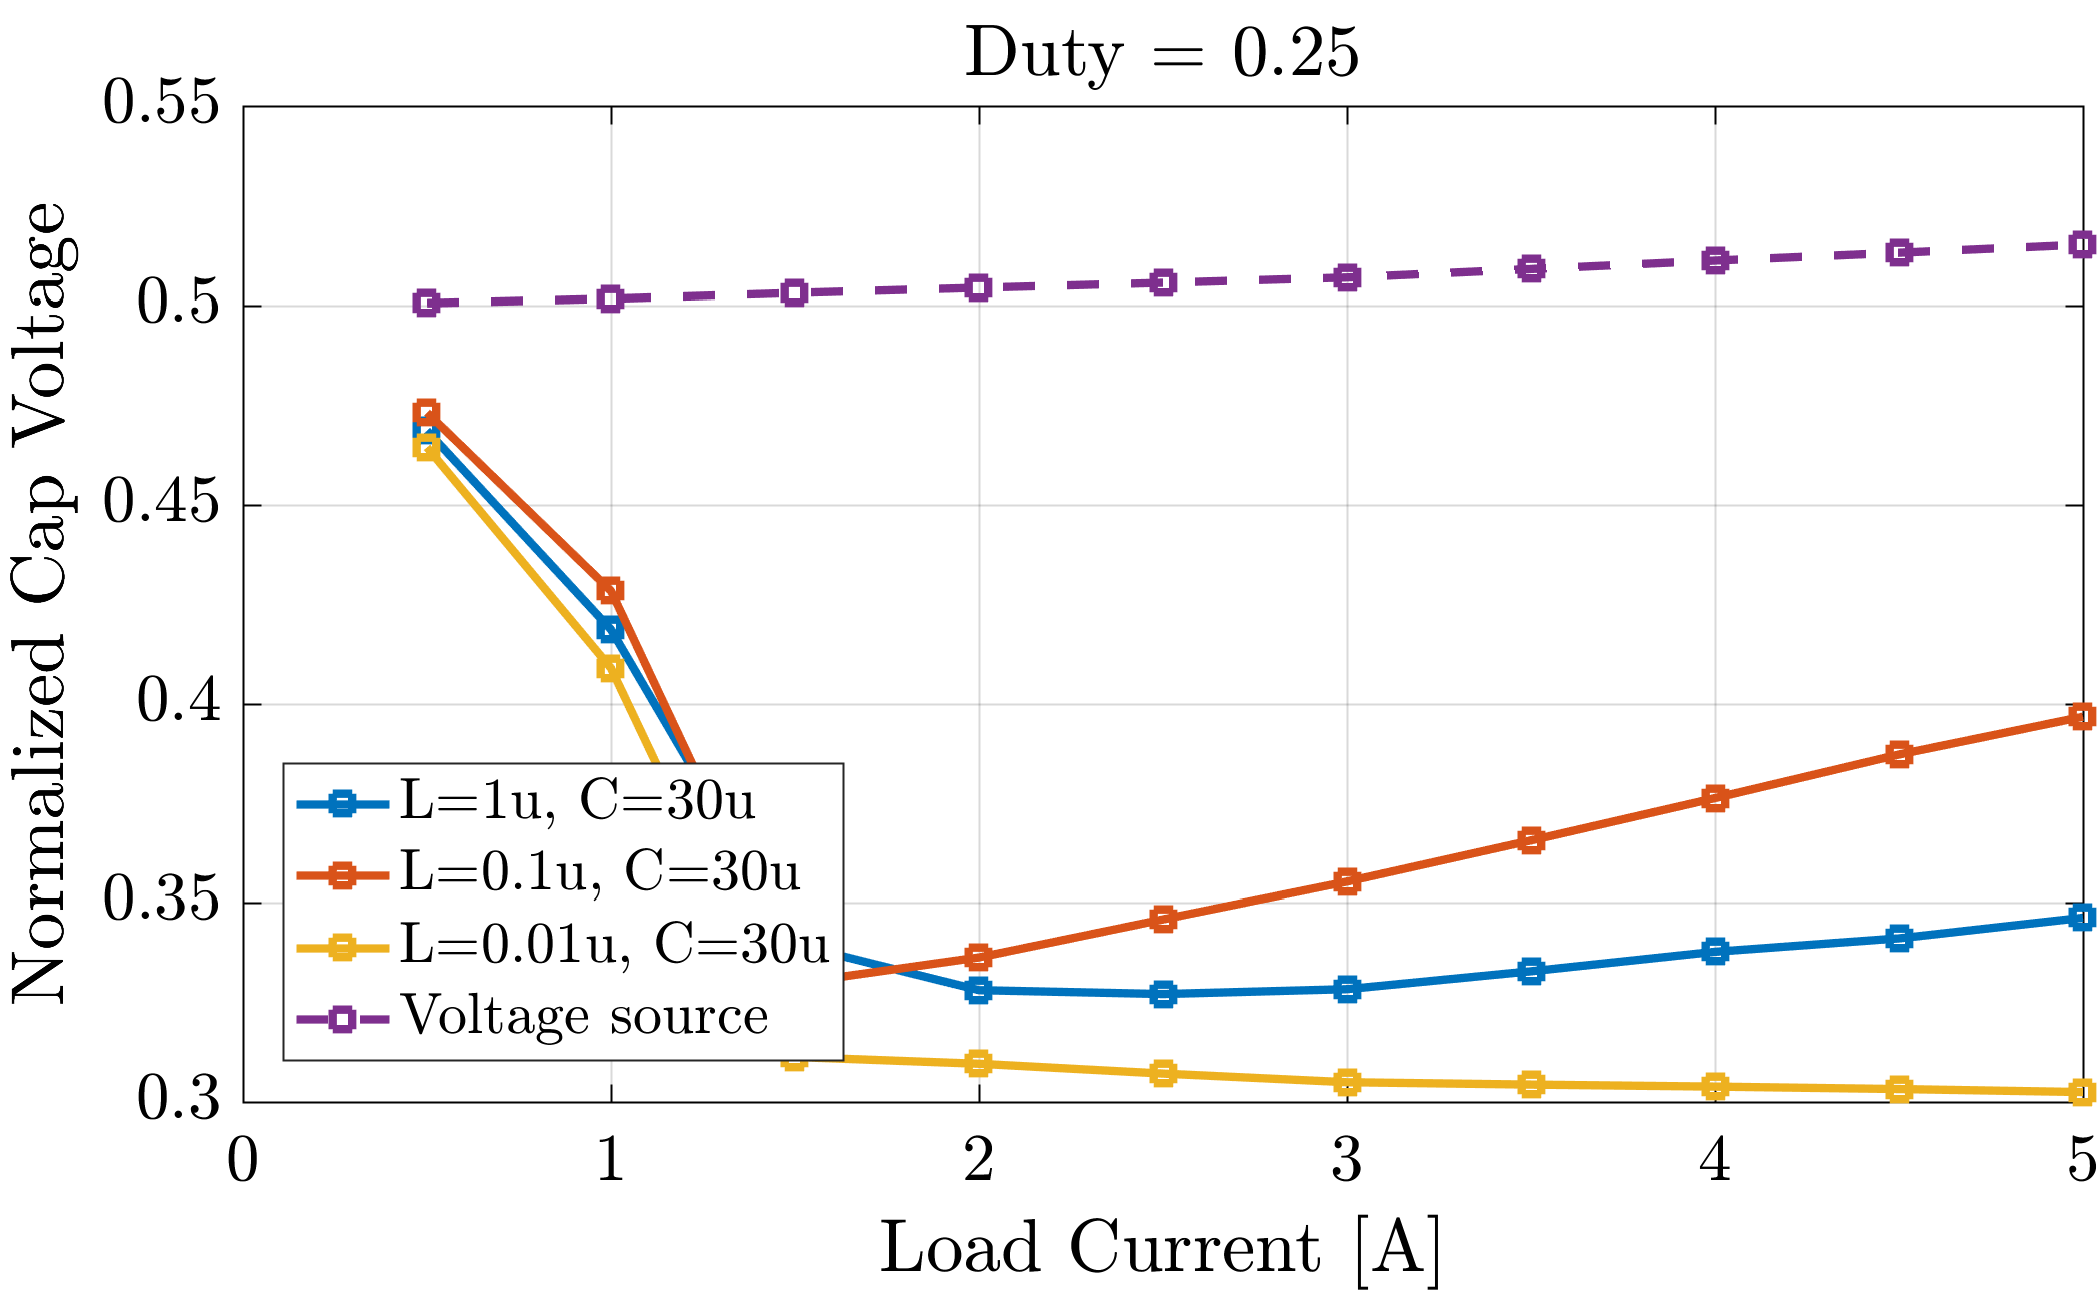 Duty = 0.25
Normalized Cap Voltage
0.55
0.5
0.45
0.4
0.35
0.3
L=1u, C=30u
L=0.1u, C=30u
L=0.01u, C=30u
Voltage source
0 1 2 3 4 5
Load Current [A]